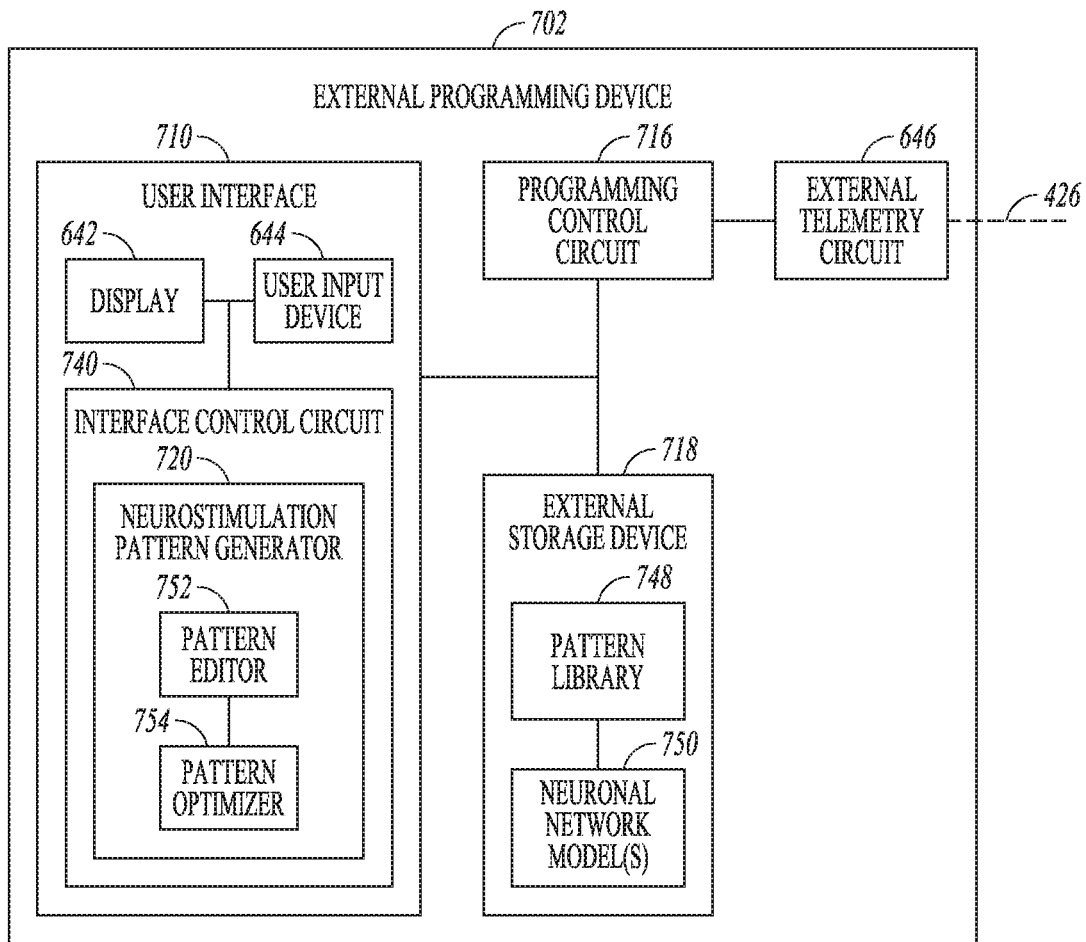 702
EXTERNAL PROGRAMMING DEVICE
710
USER INTERFACE
642
DISPLAY
644
USER INPUT
DEVICE
740
INTERFACE CONTROL CIRCUIT
720
NEUROSTIMULATION
PATTERN GENERATOR
752
PATTERN
EDITOR
754
PATTERN
OPTIMIZER
716
PROGRAMMING
CONTROL
CIRCUIT
646
EXTERNAL
TELEMETRY
CIRCUIT
426
718
EXTERNAL
STORAGE DEVICE
748
PATTERN
LIBRARY
750
NEURONAL
NETWORK
MODEL(S)